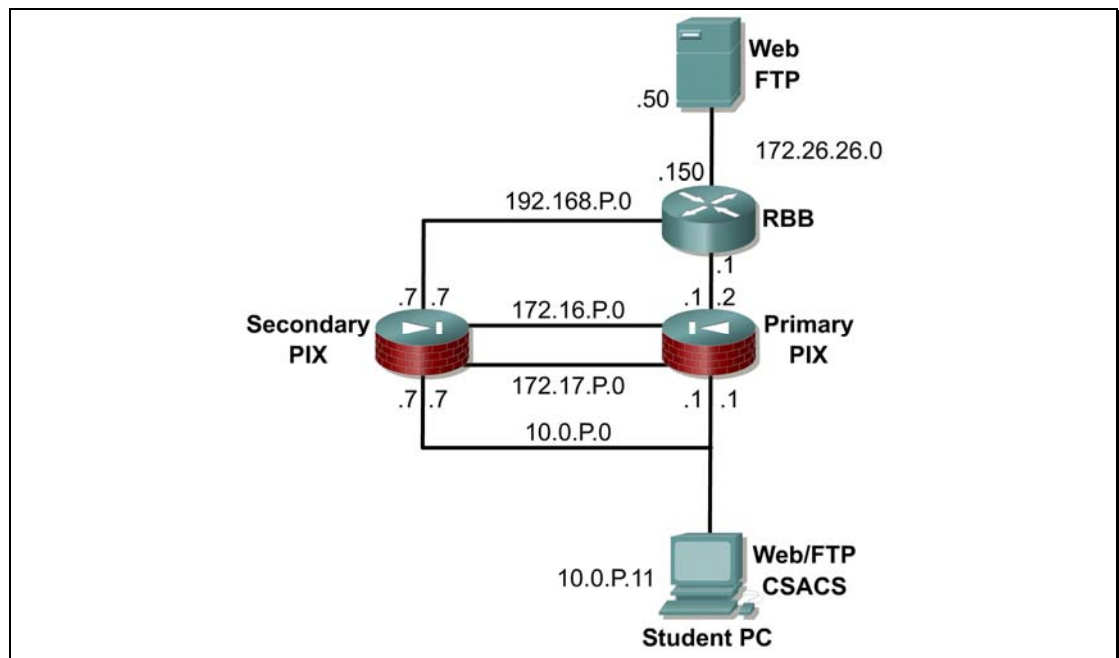 Web
FTP
.50
172.26.26.0
.150
192.168.P.0
RBB
.1
.7 .7
172.16.P.0
.1 .2
Secondary
PIX
Primary
PIX
172.17.P.0
.7 .7
.1 .1
10.0.P.0
Web/FTP
CSACS
10.0.P.11
Student PC